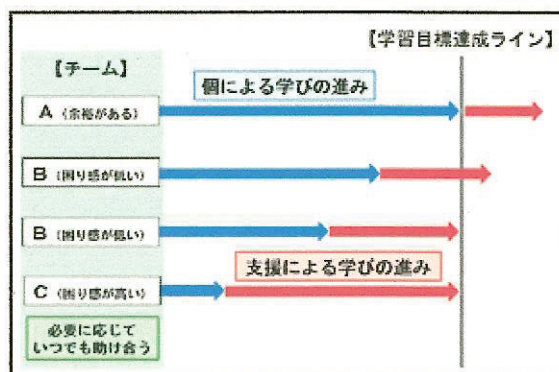 【学習目標達成ライン】
【チーム】
個による学びの進み
A (余裕がある)
B (困り感が低い)
B (困り感が低い)
支援による学びの進み
C (困り感が高い)
必要に応じて
いつでも助け合う